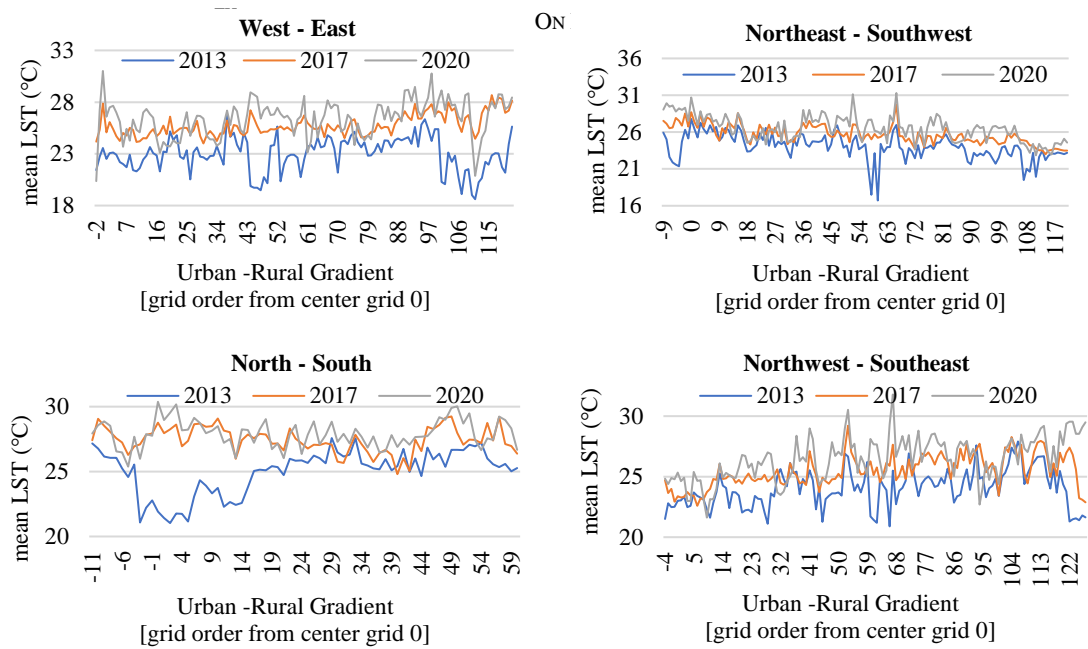 ON
West - East
33
28
23
18
mean LST (°C)
2013 2017 2020
-2 7 16 25 34 43 52 61 70 79 88 97 106 115
Urban -Rural Gradient
[grid order from center grid 0]
Northeast - Southwest
36
31
26
21
16
mean LST (°C)
2013 2017 2020
-9 0 9 18 27 36 45 54 63 72 81 90 99 108 117
Urban -Rural Gradient
[grid order from center grid 0]
North - South
30
25
20
mean LST (°C)
2013 2017 2020
-11 -6 -1 4 9 14 19 24 29 34 39 44 49 54 59
Urban -Rural Gradient
[grid order from center grid 0]
Northwest - Southeast
30
25
20
mean LST (°C)
2013 2017 2020
-4 5 14 23 32 41 50 59 68 77 86 95 104 113 122
Urban -Rural Gradient
[grid order from center grid 0]